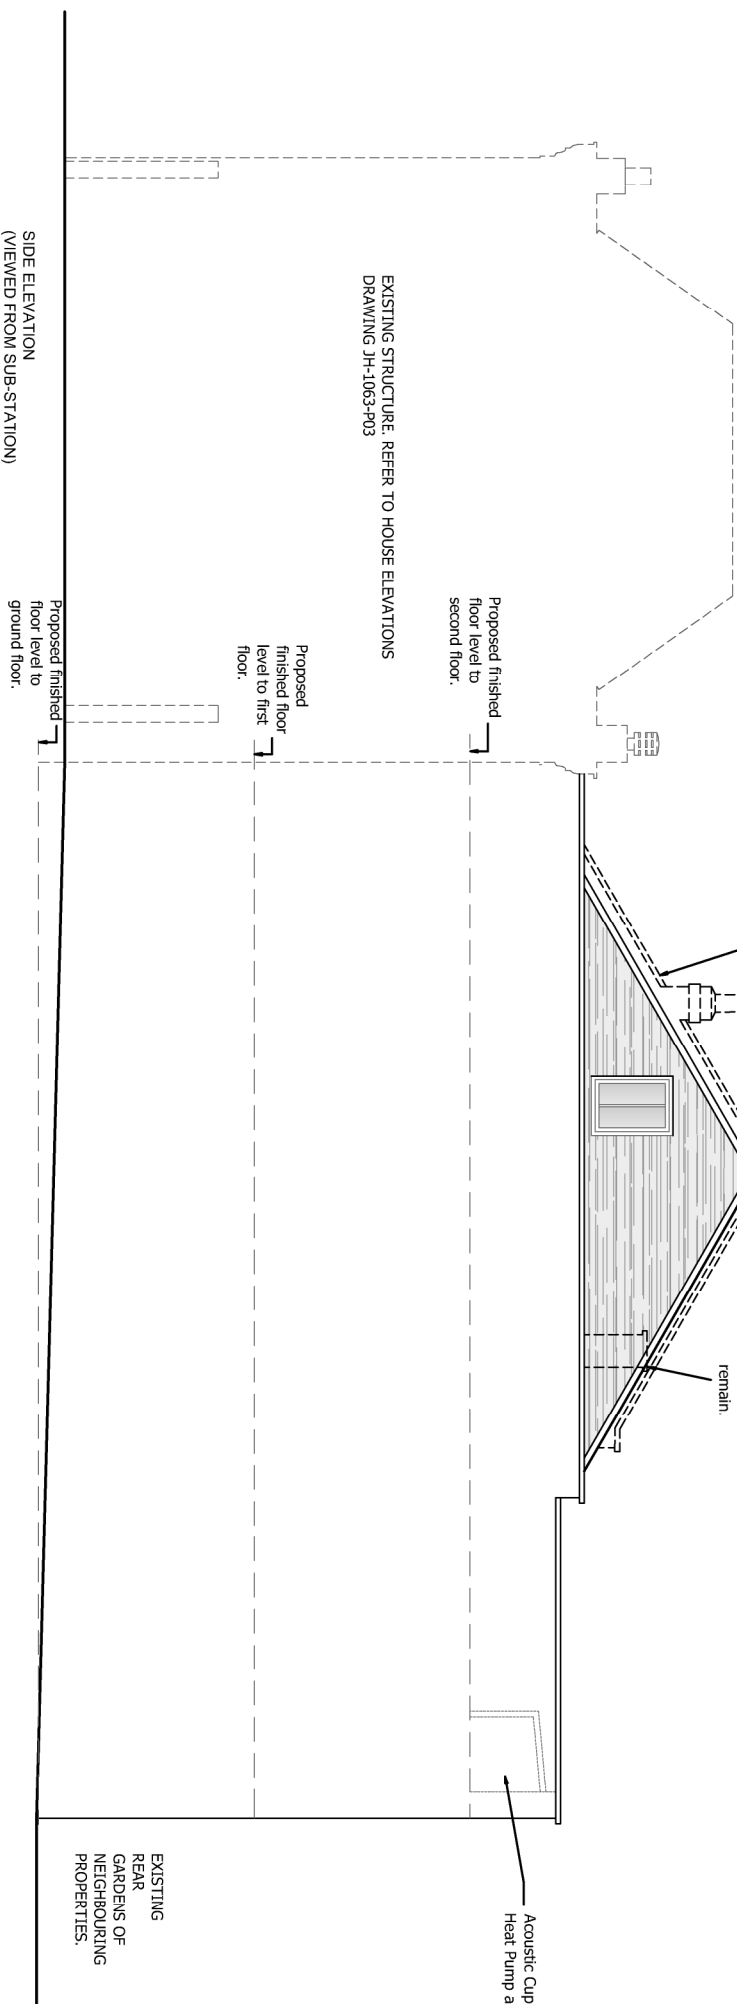 EXISTING STRUCTURE. REFER TO HOUSE ELEVATIONS
DRAWING JH-1063-P03
Proposed finished
floor level to
second floor.
Proposed
finished floor
level to first
floor.
Proposed finished
floor level to
ground floor.
remain.
Acoustic Cup
Heat Pump a
EXISTING
REAR
GARDENS OF
NEIGHBOURING
PROPERTIES.
SIDE ELEVATION
(VIEWED FROM SUB-STATION)